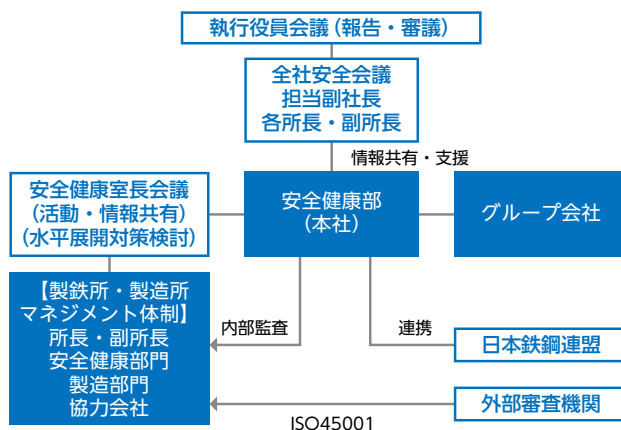 執行役員会議（報告・審議）
全社安全会議
担当副社長
各所長・副所長
情報共有・支援
安全健康室長会議
（活動・情報共有）
（水平展開対策検討）
安全健康部
（本社）
グループ会社
【製鉄所・製造所
マネジメント体制】
所長・副所長
安全健康部門
製造部門
協力会社
内部監査
連携
日本鉄鋼連盟
外部審査機関
ISO45001